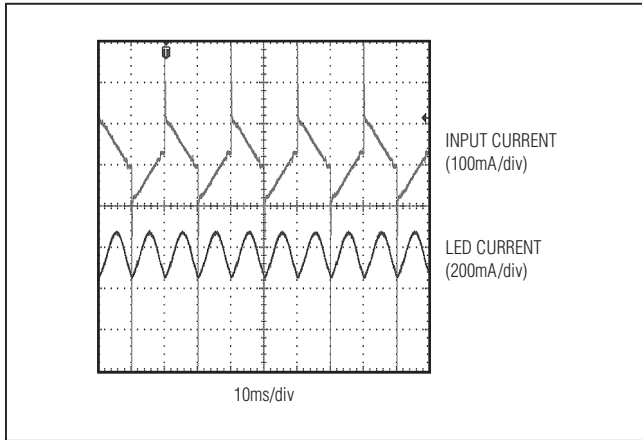 INPUT CURRENT
(100mA/div)
LED CURRENT
(200mA/div)
10ms/div